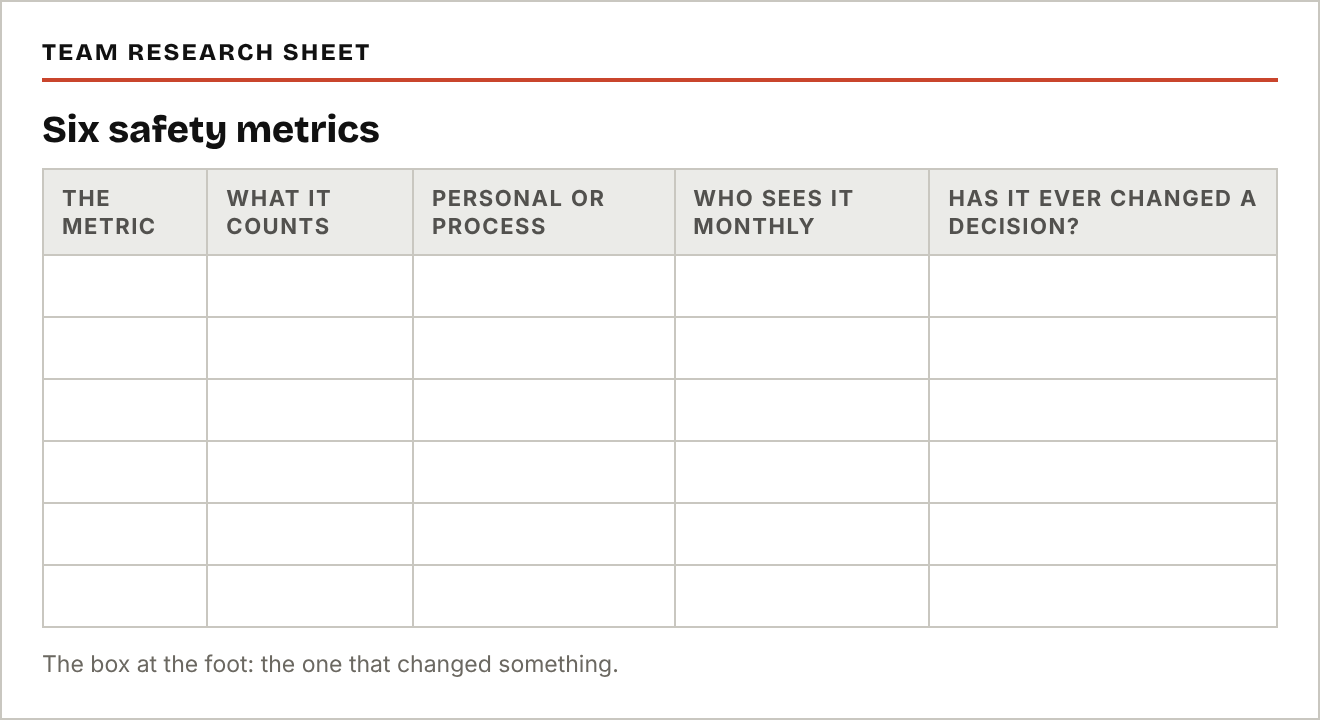 TEAM RESEARCH SHEET
Six safety metrics
THE METRIC
WHAT IT COUNTS
PERSONAL OR PROCESS
WHO SEES IT MONTHLY
HAS IT EVER CHANGED A DECISION?
The box at the foot: the one that changed something.